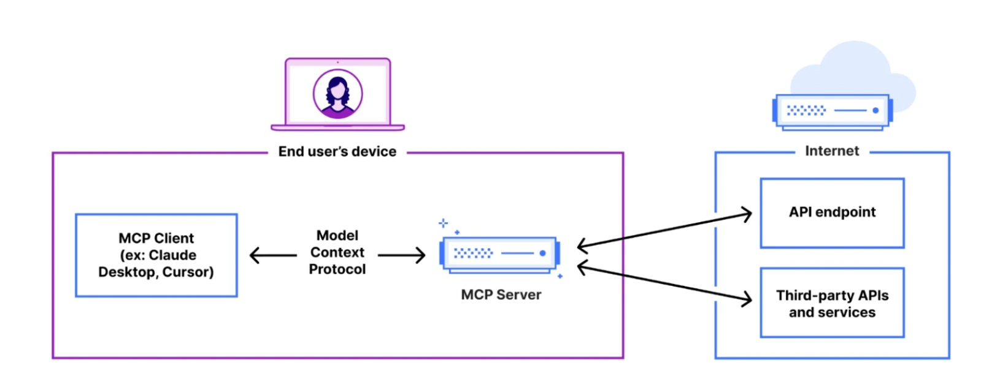 End user’s device
Internet
MCP Client
(ex: Claude
Desktop, Cursor)
Model
Context
Protocol
MCP Server
API endpoint
Third-party APIs
and services